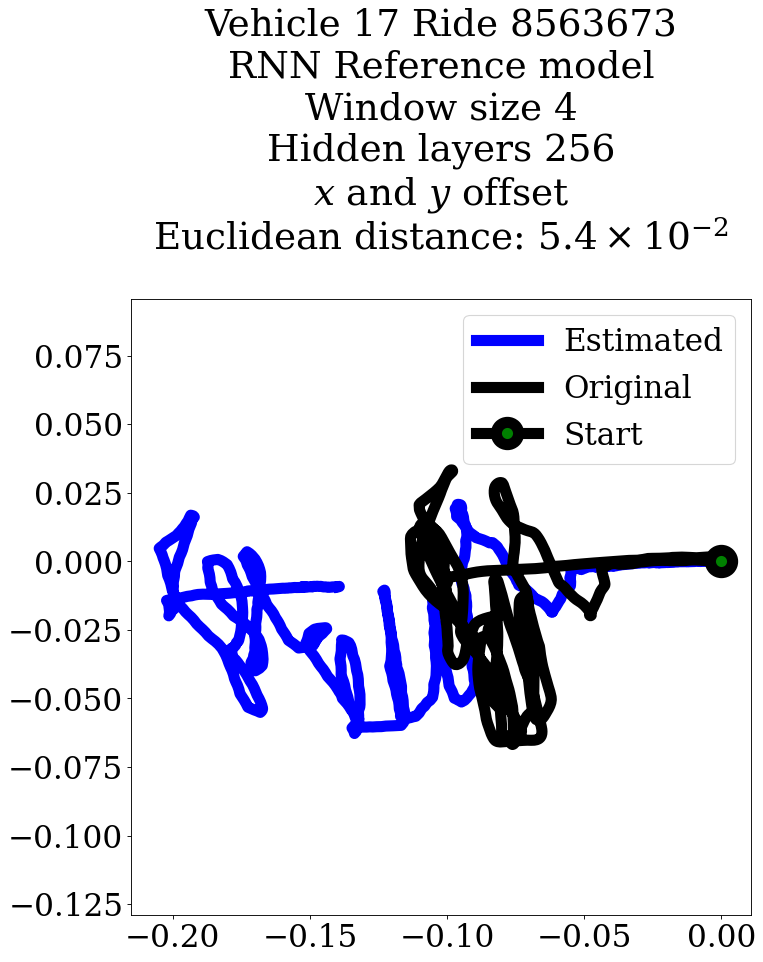 Vehicle 17 Ride 8563673
RNN Reference model
Window size 4
Hidden layers 256
x and y offset
Euclidean distance: 5.4 × 10⁻²
Estimated
Original
Start
0.075
0.050
0.025
0.000
−0.025
−0.050
−0.075
−0.100
−0.125
−0.20 −0.15 −0.10 −0.05 0.00